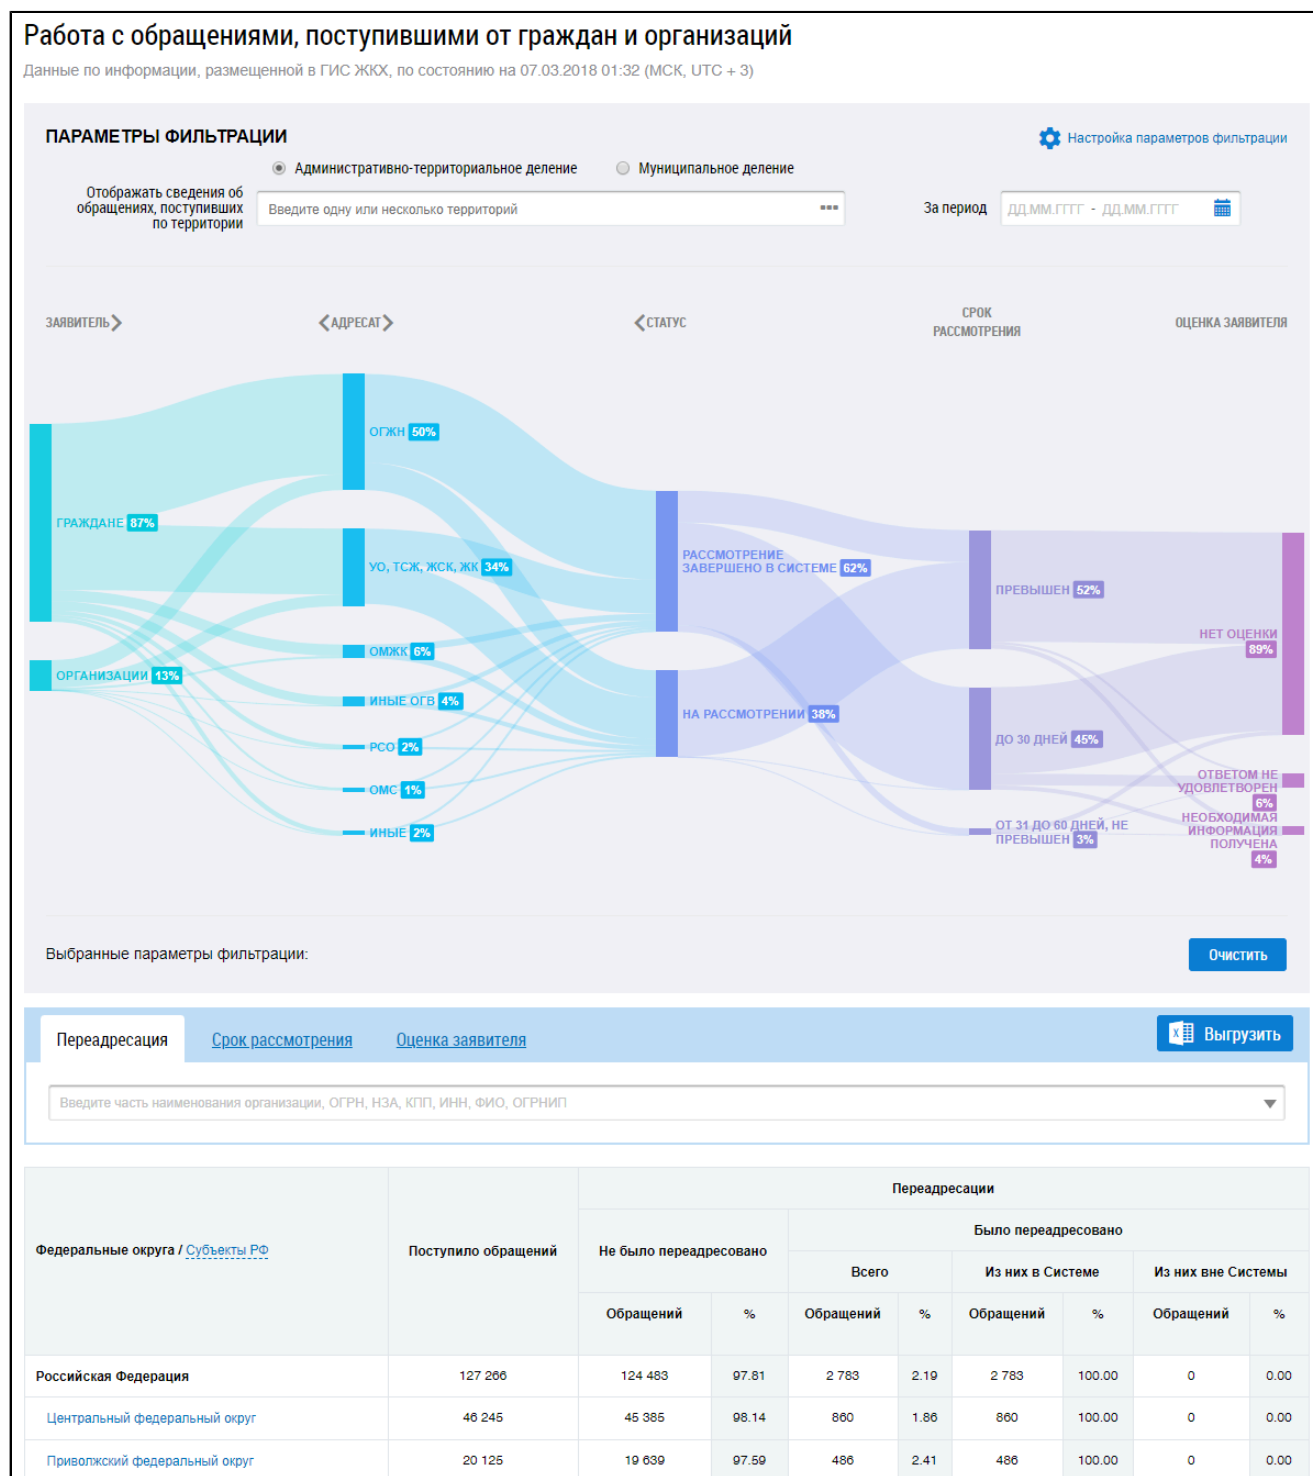 Работа с обращениями, поступившими от граждан и организаций
Данные по информации, размещенной в ГИС ЖКХ, по состоянию на 07.03.2018 01:32 (МСК, UTC + 3)
ПАРАМЕТРЫ ФИЛЬТРАЦИИ
Настройка параметров фильтрации
Административно-территориальное деление
Муниципальное деление
Отображать сведения об
обращениях, поступивших
по территории
Введите одну или несколько территорий
За период
ДД.ММ.ГГГГ - ДД.ММ.ГГГГ
ЗАЯВИТЕЛЬ
АДРЕСАТ
СТАТУС
СРОК
РАССМОТРЕНИЯ
ОЦЕНКА ЗАЯВИТЕЛЯ
ГРАЖДАНЕ 87%
ОРГАНИЗАЦИИ 13%
ОГЖН 50%
УО, ТСЖ, ЖСК, ЖК 34%
ОМЖК 6%
ИНЫЕ ОГВ 4%
РСО 2%
ОМС 1%
ИНЫЕ 2%
РАССМОТРЕНИЕ
ЗАВЕРШЕНО В СИСТЕМЕ 62%
НА РАССМОТРЕНИИ 38%
ПРЕВЫШЕН 52%
ДО 30 ДНЕЙ 45%
ОТ 31 ДО 60 ДНЕЙ, НЕ
ПРЕВЫШЕН 3%
НЕТ ОЦЕНКИ
89%
ОТВЕТОМ НЕ
УДОВЛЕТВОРЕН
6%
НЕОБХОДИМАЯ
ИНФОРМАЦИЯ
ПОЛУЧЕНА
4%
Выбранные параметры фильтрации:
Очистить
Переадресация
Срок рассмотрения
Оценка заявителя
Выгрузить
Введите часть наименования организации, ОГРН, НЗА, КПП, ИНН, ФИО, ОГРНИП
Переадресации
Было переадресовано
Федеральные округа / Субъекты РФ
Поступило обращений
Не было переадресовано
Всего
Из них в Системе
Из них вне Системы
Обращений % Обращений % Обращений % Обращений %
Российская Федерация 127 266 124 483 97.81 2 783 2.19 2 783 100.00 0 0.00
Центральный федеральный округ 46 245 45 385 98.14 860 1.86 860 100.00 0 0.00
Приволжский федеральный округ 20 125 19 639 97.59 486 2.41 486 100.00 0 0.00